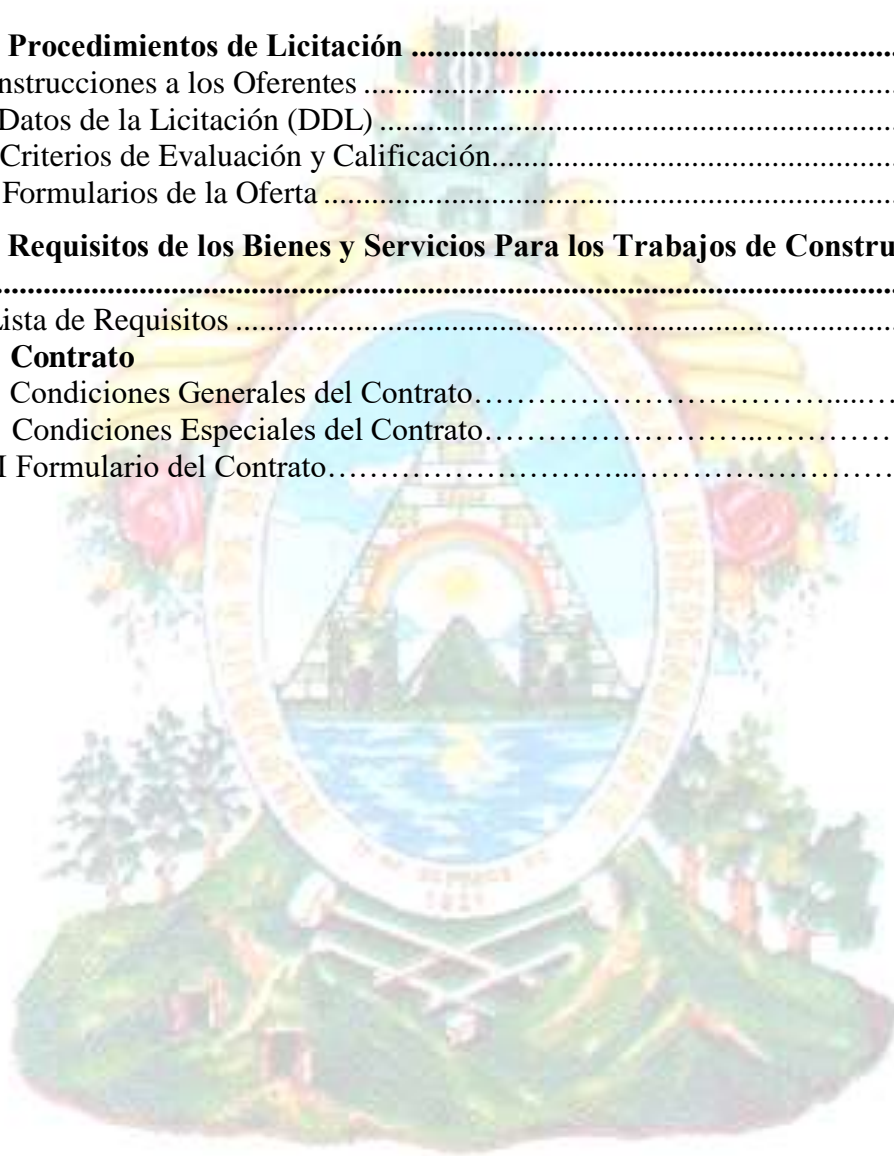 Procedimientos de Licitación ............................................................
nstrucciones a los Oferentes ..................................................................
Datos de la Licitación (DDL) ................................................................
Criterios de Evaluación y Calificación..................................................
Formularios de la Oferta .......................................................................
Requisitos de los Bienes y Servicios Para los Trabajos de Constru
................................................................................................................
ista de Requisitos ..................................................................................
Contrato
Condiciones Generales del Contrato…………………………….....…
Condiciones Especiales del Contrato……………………...…………
I Formulario del Contrato………………………...……………………